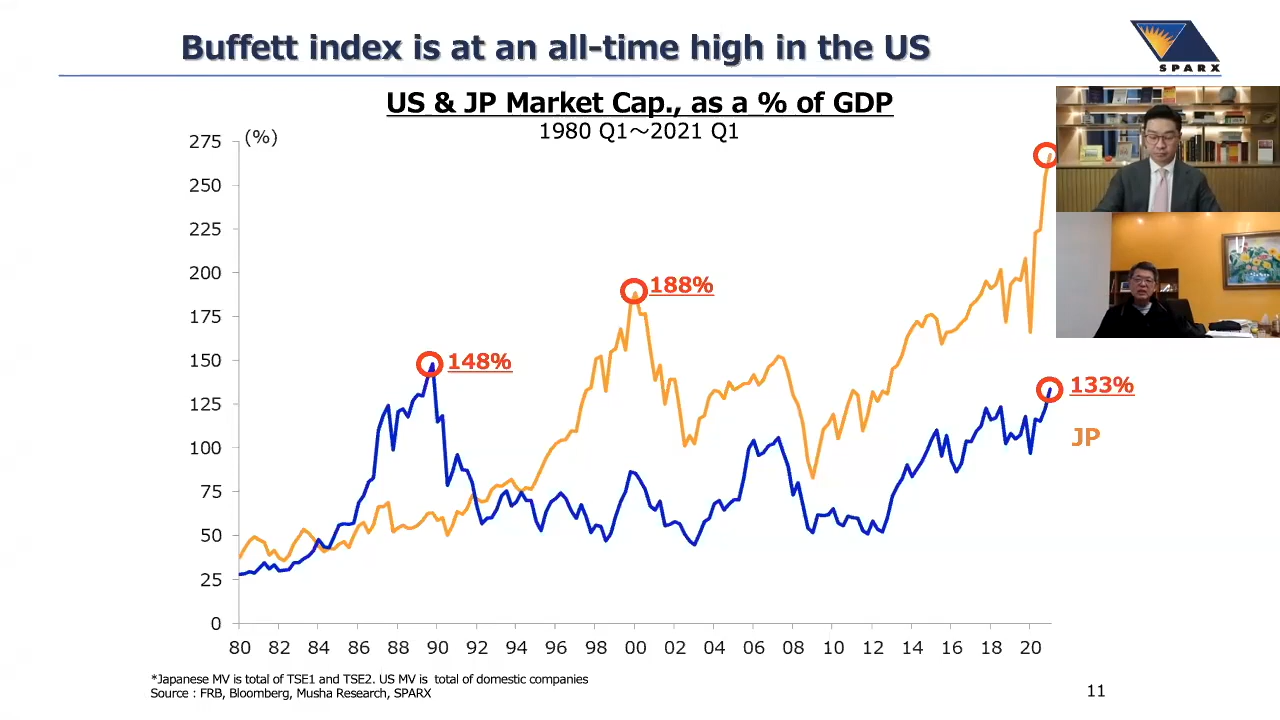 Buffett index is at an all-time high in the US
SPARX
US & JP Market Cap., as a % of GDP
1980 Q1～2021 Q1
(%)
275
250
225
200
175
150
125
100
75
50
25
0
188%
148%
133%
JP
80 82 84 86 88 90 92 94 96 98 00 02 04 06 08 10 12 14 16 18 20
*Japanese MV is total of TSE1 and TSE2. US MV is total of domestic companies
Source : FRB, Bloomberg, Musha Research, SPARX
11